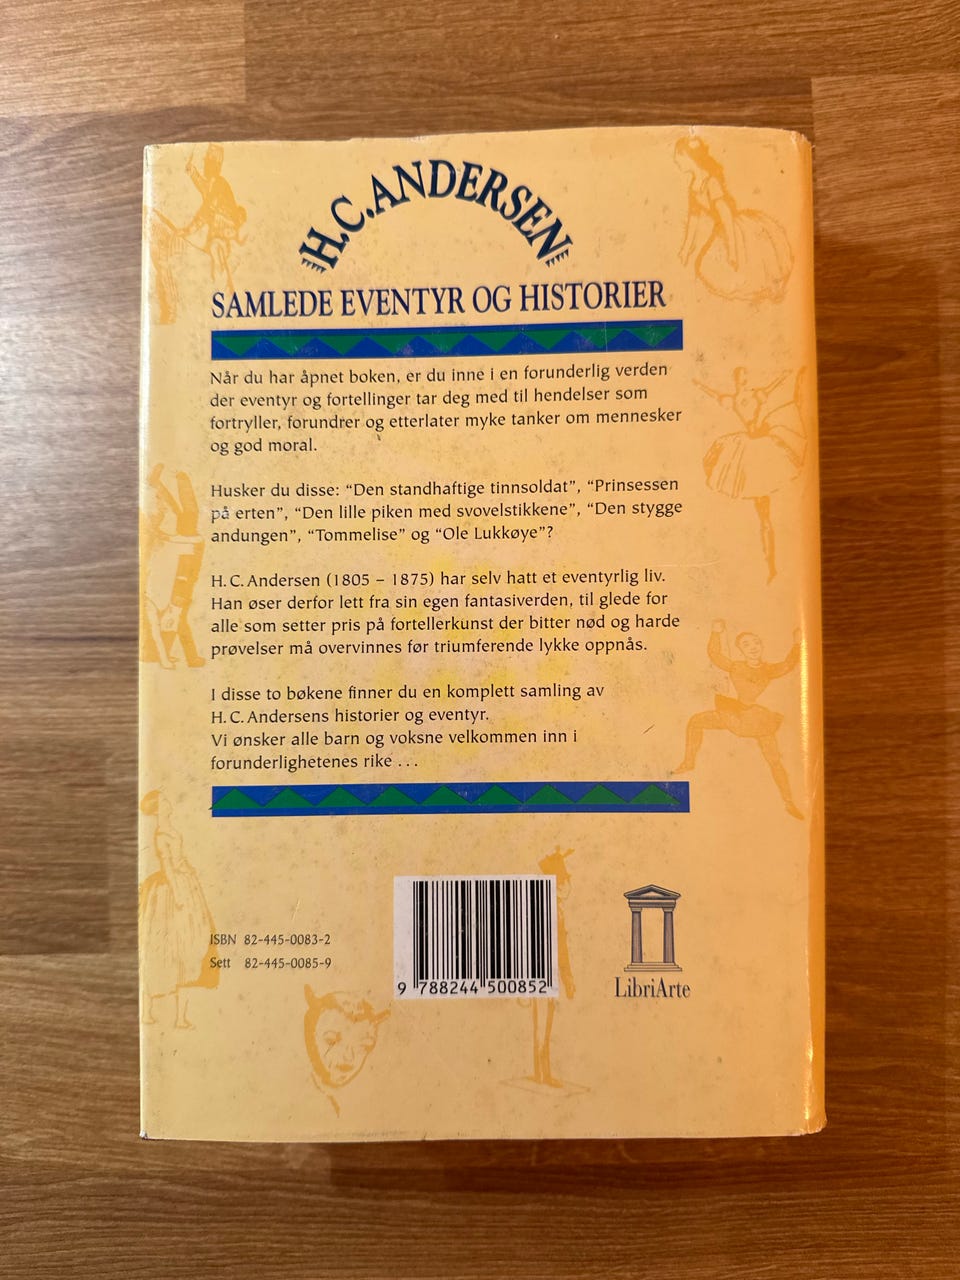 H.C.ANDERSEN
SAMLEDE EVENTYR OG HISTORIER
Når du har åpnet boken, er du inne i en forunderlig verden
der eventyr og fortellinger tar deg med til hendelser som
fortryller, forundrer og etterlater myke tanker om mennesker
og god moral.
Husker du disse: “Den standhaftige tinnsoldat”, “Prinsessen
på erten”, “Den lille piken med svovelstikkene”, “Den stygge
andungen”, “Tommelise” og “Ole Lukkøye”?
H. C. Andersen (1805 – 1875) har selv hatt et eventyrlig liv.
Han øser derfor lett fra sin egen fantasiverden, til glede for
alle som setter pris på fortellerkunst der bitter nød og harde
prøvelser må overvinnes før triumferende lykke oppnås.
I disse to bøkene finner du en komplett samling av
H. C. Andersens historier og eventyr.
Vi ønsker alle barn og voksne velkommen inn i
forunderlighetenes rike . . .
ISBN 82-445-0083-2
Sett 82-445-0085-9
9 788244 500852
LibriArte